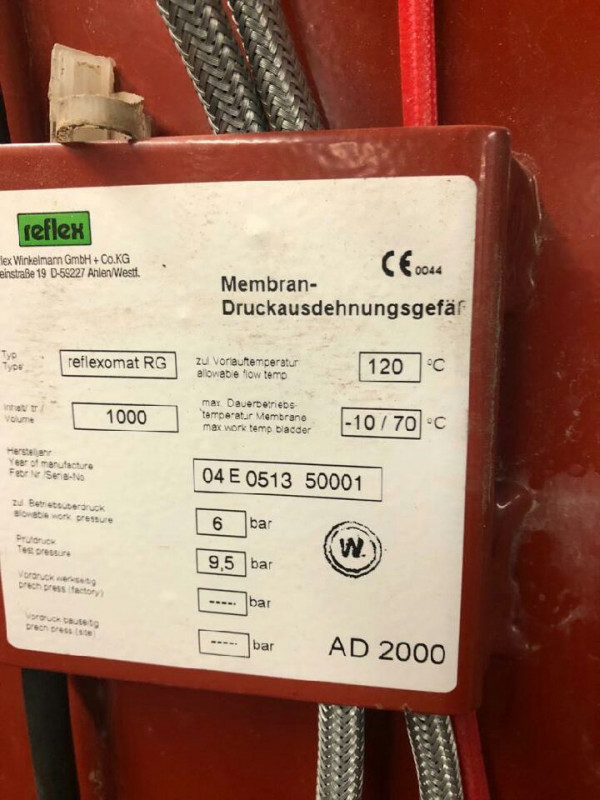 reflex
lex Winkelmann GmbH + Co.KG
einstraße 19 D-59227 Ahlen/Westf.
CE 0044
Membran-
Druckausdehnungsgefäß
Typ
Type
reflexomat RG
zul. Vorlauftemperatur
allowable flow temp.
120 °C
Inhalt/ ltr /
Volume
1000
max. Dauerbetriebs-
temperatur Membrane
max work temp bladder
-10 / 70 °C
Herstelljahr
Year of manufacture
Fabr Nr /Serial-No.
04 E 0513 50001
zul. Betriebsüberdruck
allowable work. pressure
6 bar
Prüfdruck
Test pressure
9,5 bar
Vordruck werkseitig
prech press (factory)
----- bar
Vordruck bauseitig
prech press (site)
---- bar
W.
AD 2000